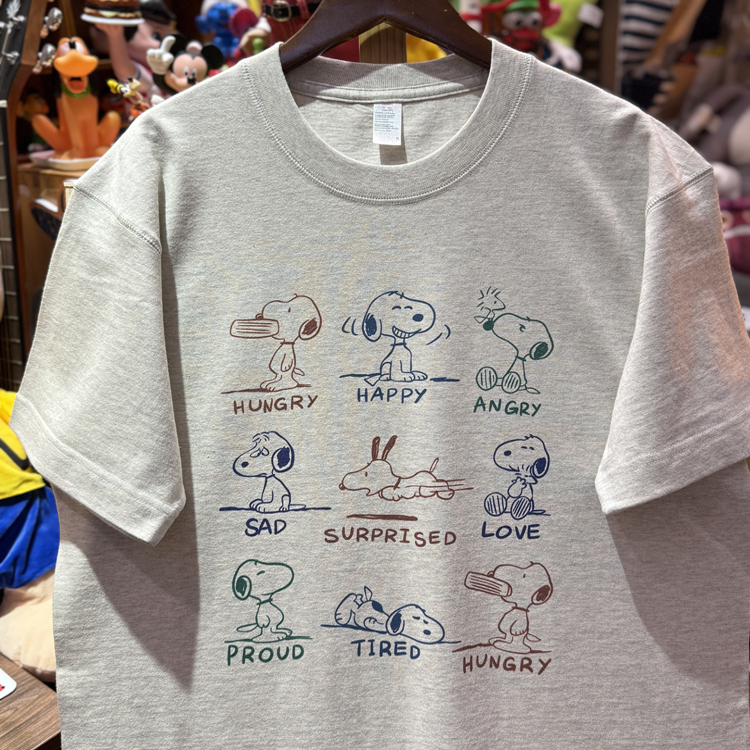 HUNGRY
HAPPY
ANGRY
SAD
SURPRISED
LOVE
PROUD
TIRED
HUNGRY